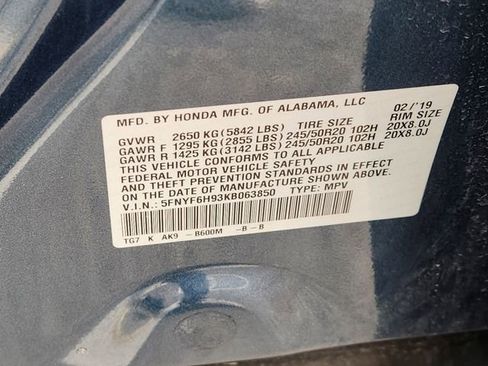 MFD. BY HONDA MFG. OF ALABAMA, LLC 02/'19
GVWR 2650 KG (5842 LBS) TIRE SIZE RIM SIZE
GAWR F 1295 KG (2855 LBS) 245/50R20 102H 20X8.0J
GAWR R 1425 KG (3142 LBS) 245/50R20 102H 20X8.0J
THIS VEHICLE CONFORMS TO ALL APPLICABLE
FEDERAL MOTOR VEHICLE SAFETY, BUMPER,
AND THEFT PREVENTION STANDARDS IN EFFECT
ON THE DATE OF MANUFACTURE SHOWN ABOVE.
V.I.N.: 5FNYF6H93KB063850 TYPE: MPV
TG7 K AK9 -B600M -B -B